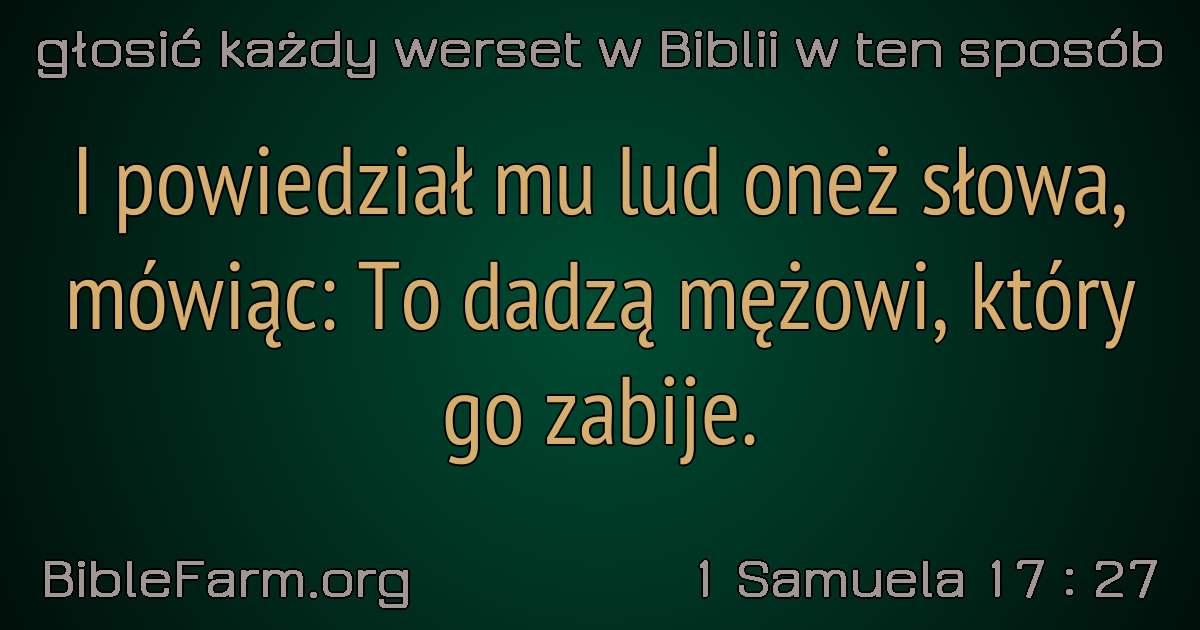 głosić każdy werset w Biblii w ten sposób
I powiedział mu lud oneż słowa,
mówiąc: To dadzą mężowi, który
go zabije.
BibleFarm.org
1 Samuela 17 : 27